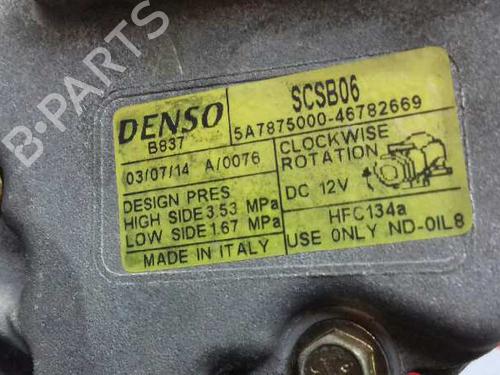 DENSO
B837
SCSB06
5A7875000-46782669
03/07/14 A/0076
CLOCKWISE
ROTATION
DESIGN PRES
HIGH SIDE 3.53 MPa
LOW SIDE 1.67 MPa
DC 12V
HFC134a
MADE IN ITALY
USE ONLY ND-OIL8
B-PARTS